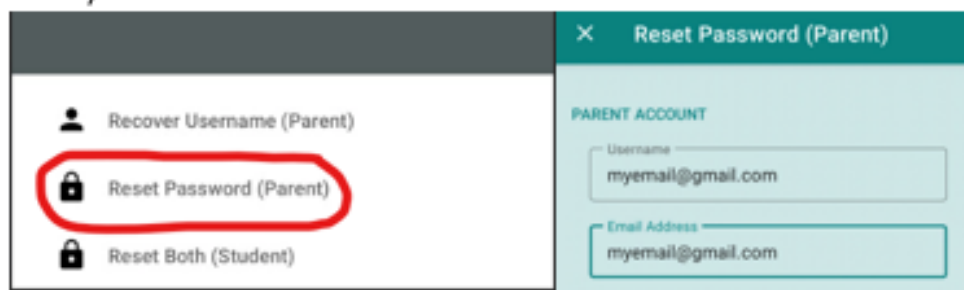 Recover Username (Parent)
Reset Password (Parent)
Reset Both (Student)
Reset Password (Parent)
PARENT ACCOUNT
Username
myemail@gmail.com
Email Address
myemail@gmail.com